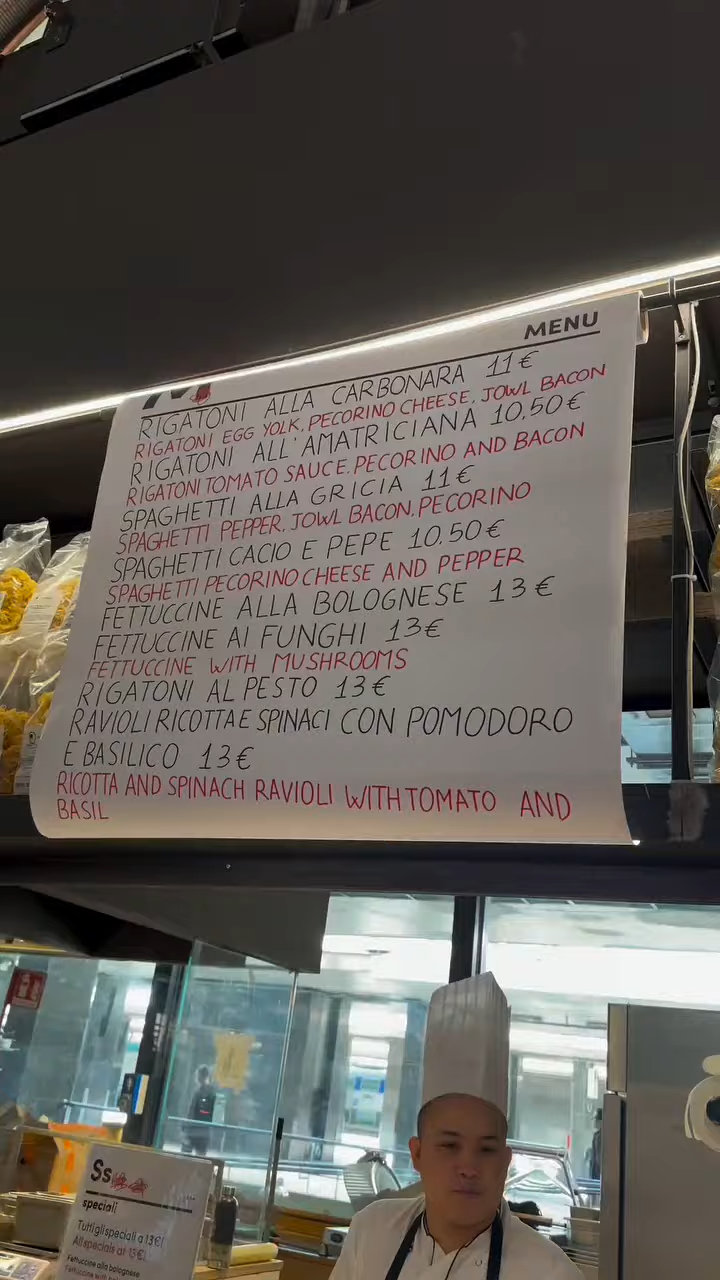 MENU
RIGATONI ALLA CARBONARA 11€
RIGATONI EGG YOLK, PECORINO CHEESE, JOWL BACON
RIGATONI ALL'AMATRICIANA 10,50€
RIGATONI TOMATO SAUCE, PECORINO AND BACON
SPAGHETTI ALLA GRICIA 11€
SPAGHETTI PEPPER, JOWL BACON, PECORINO
SPAGHETTI CACIO E PEPE 10,50€
SPAGHETTI PECORINO CHEESE AND PEPPER
FETTUCCINE ALLA BOLOGNESE 13€
FETTUCCINE AI FUNGHI 13€
FETTUCCINE WITH MUSHROOMS
RIGATONI AL PESTO 13€
RAVIOLI RICOTTA E SPINACI CON POMODORO
E BASILICO 13€
RICOTTA AND SPINACH RAVIOLI WITH TOMATO AND
BASIL
Ss
speciali
Tutti gli speciali a 13€!
All specials at 13€!
Fettuccine alla bolognese
Fettuccine with